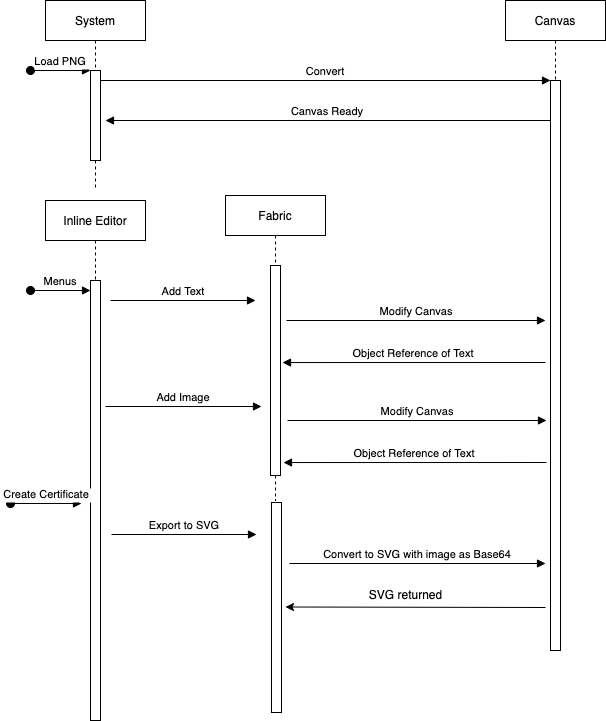 System
Canvas
Load PNG
Convert
Canvas Ready
Inline Editor
Fabric
Menus
Add Text
Modify Canvas
Object Reference of Text
Add Image
Modify Canvas
Object Reference of Text
Create Certificate
Export to SVG
Convert to SVG with image as Base64
SVG returned